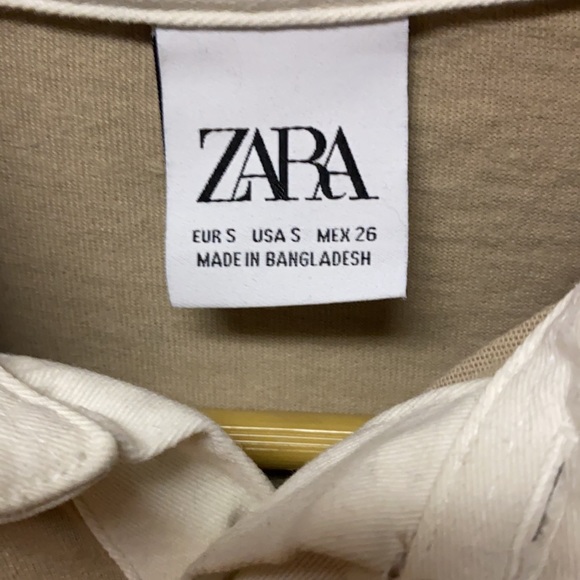 ZARA
EUR S USA S MEX 26
MADE IN BANGLADESH